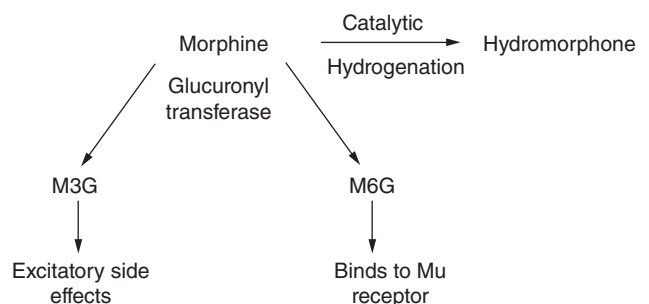 Catalytic
Morphine
Hydromorphone
Hydrogenation
Glucuronyl
transferase
M3G
M6G
Excitatory side
effects
Binds to Mu
receptor